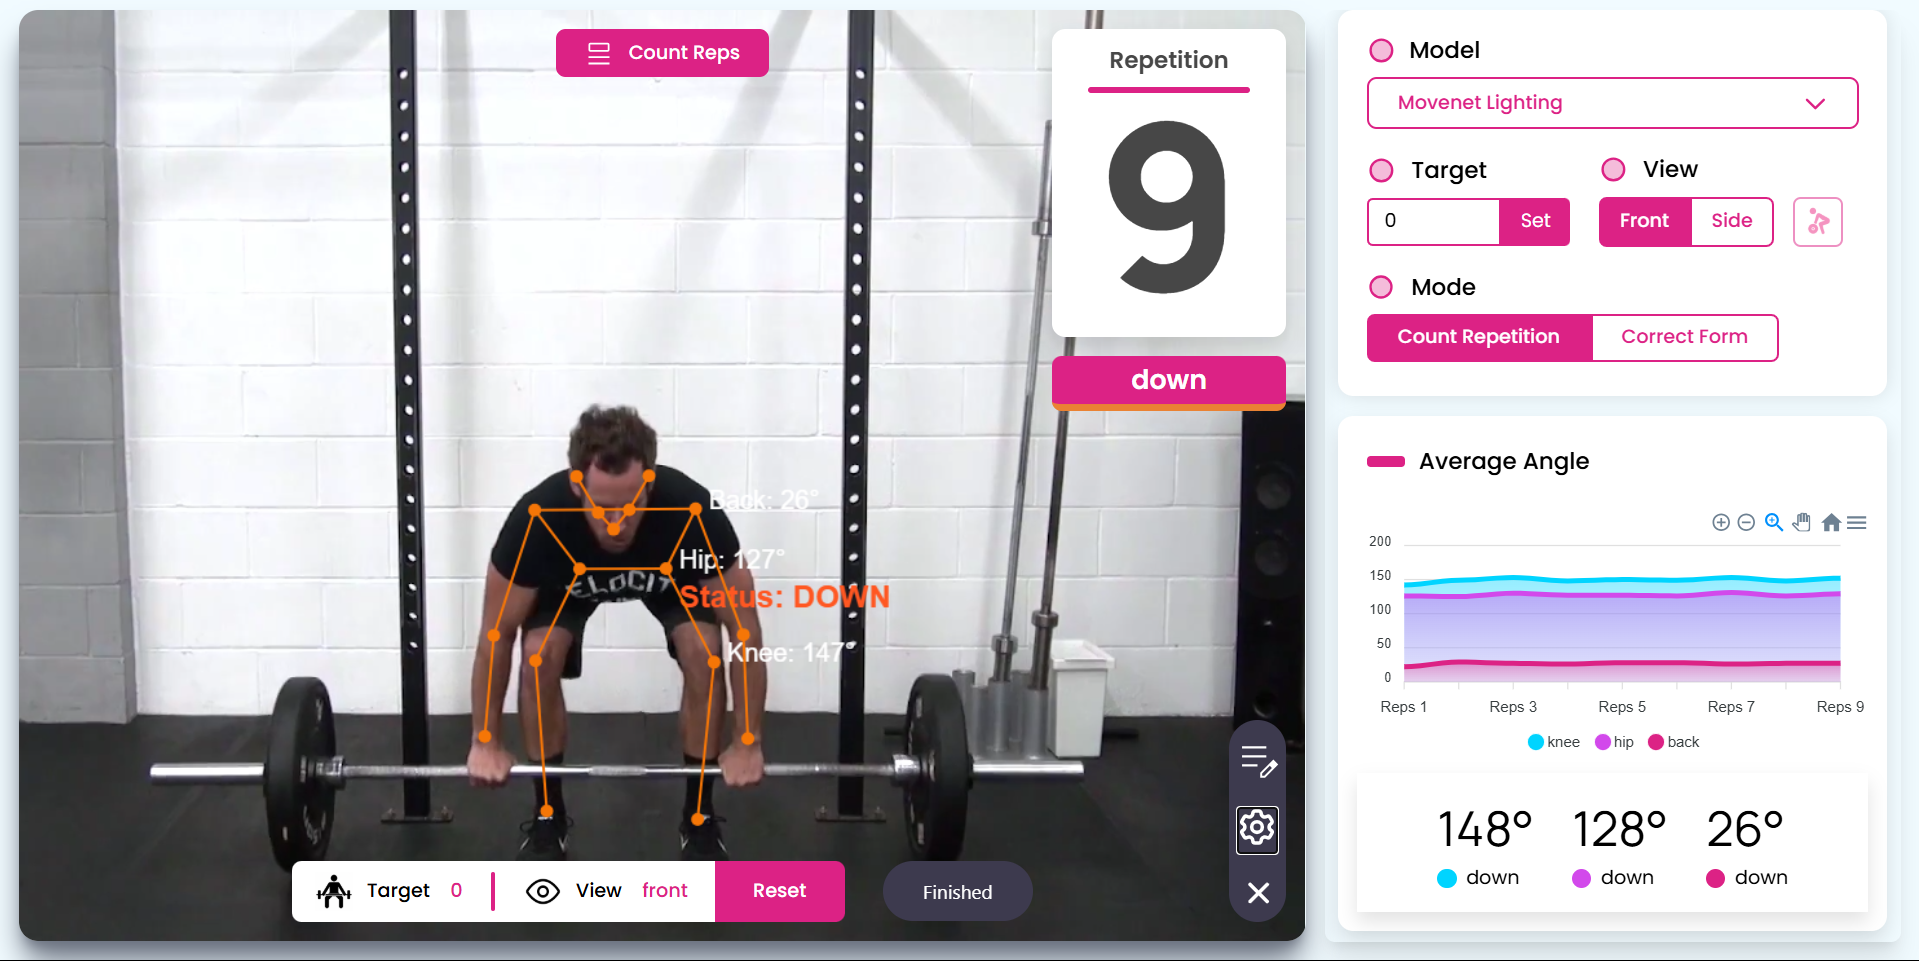 Count Reps
Repetition
9
down
Back: 26°
Hip: 127°
Status: DOWN
Knee: 147°
Target 0
View front
Reset
Finished
Model
Movenet Lighting
Target
0
Set
View
Front
Side
Mode
Count Repetition
Correct Form
Average Angle
200
150
100
50
0
Reps 1
Reps 3
Reps 5
Reps 7
Reps 9
knee
hip
back
148°
128°
26°
down
down
down